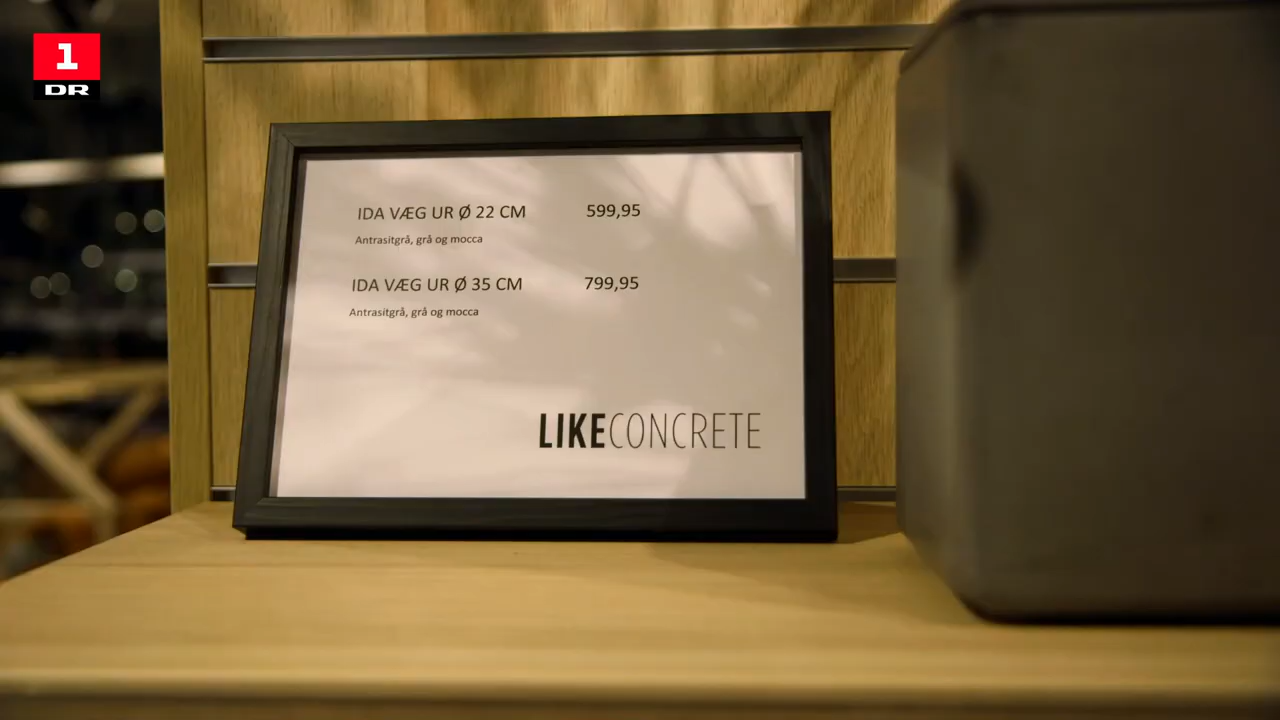 1
DR
IDA VÆG UR Ø 22 CM 599,95
Antrasitgrå, grå og mocca
IDA VÆG UR Ø 35 CM 799,95
Antrasitgrå, grå og mocca
LIKECONCRETE